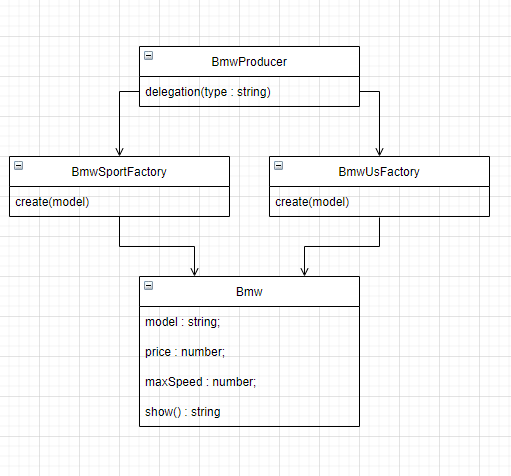 BmwProducer
delegation(type : string)
BmwSportFactory
create(model)
BmwUsFactory
create(model)
Bmw
model : string;
price : number;
maxSpeed : number;
show() : string